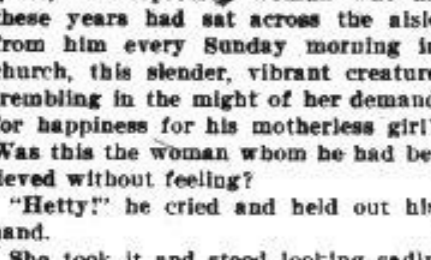 these years had sat across the aisle
from him every Sunday morning in
church, this slender, vibrant creature
trembling in the might of her demand
for happiness for his motherless girl!
Was this the woman whom he had be-
lieved without feeling?
"Hetty!" he cried and held out his
hand.
She took it and stood looking sadly